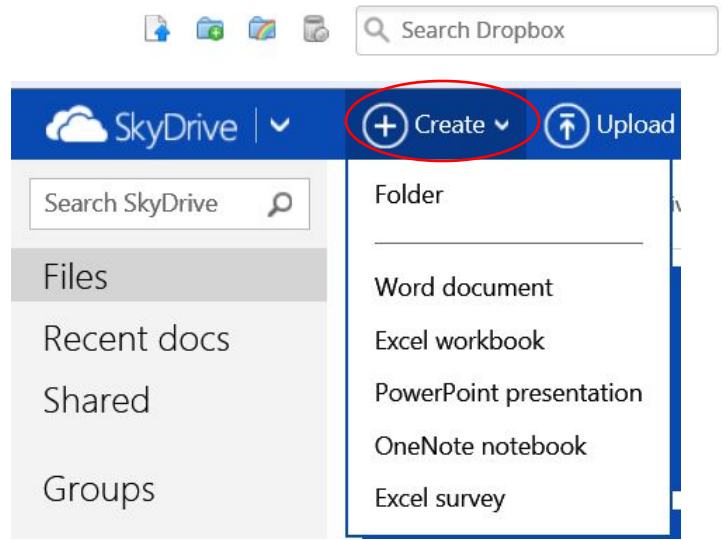 Search Dropbox
SkyDrive
Create
Upload
Search SkyDrive
Files
Recent docs
Shared
Groups
Folder
Word document
Excel workbook
PowerPoint presentation
OneNote notebook
Excel survey